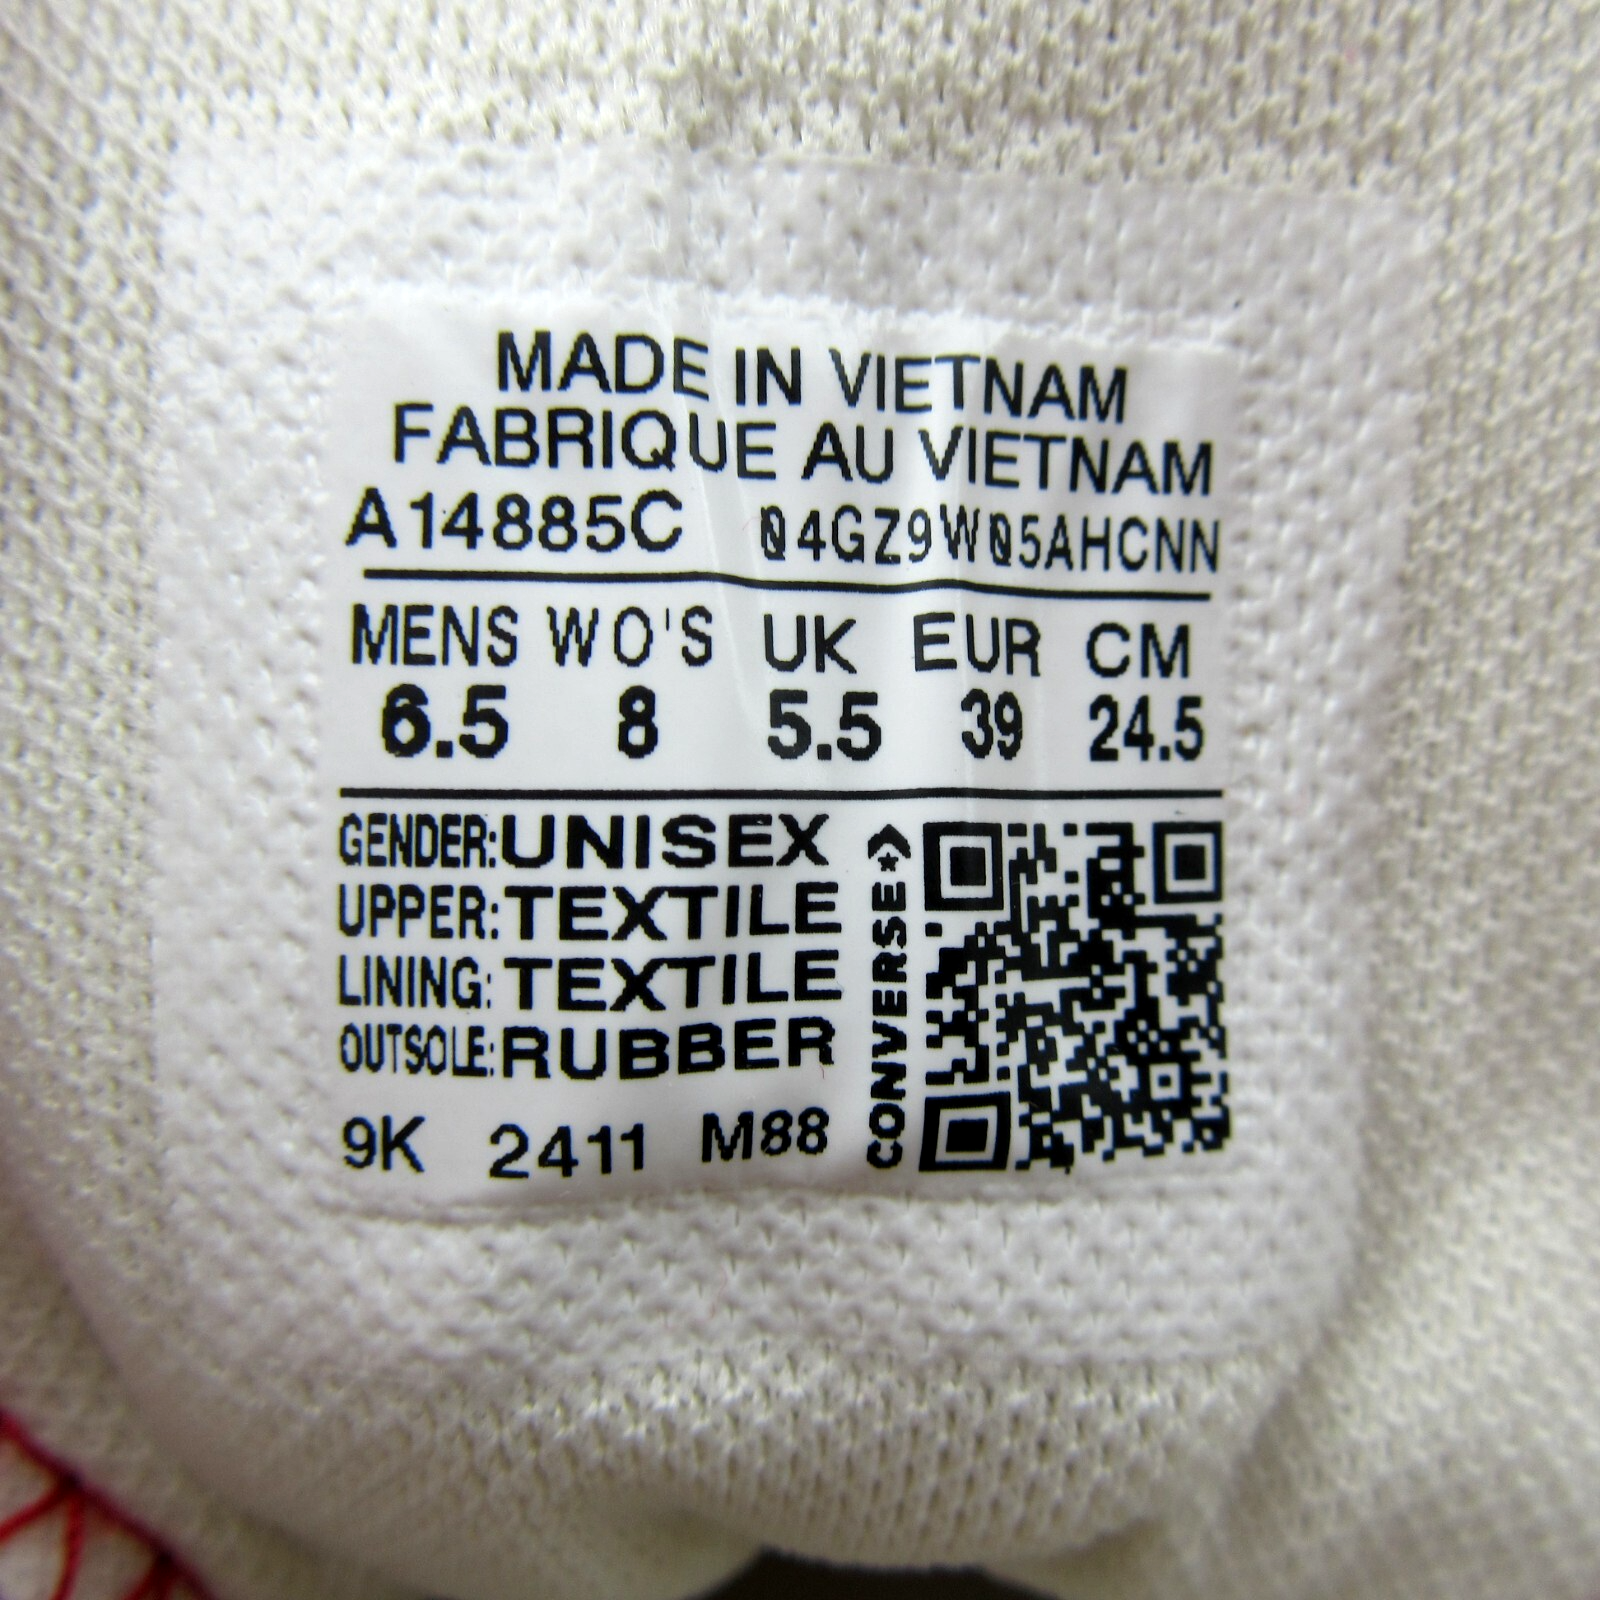 MADE IN VIETNAM
FABRIQUE AU VIETNAM
A14885C 04GZ9W05AHCNN
MENS WO'S UK EUR CM
6.5 8 5.5 39 24.5
GENDER: UNISEX
UPPER: TEXTILE
LINING: TEXTILE
OUTSOLE: RUBBER
9K 2411 M88
CONVERSE